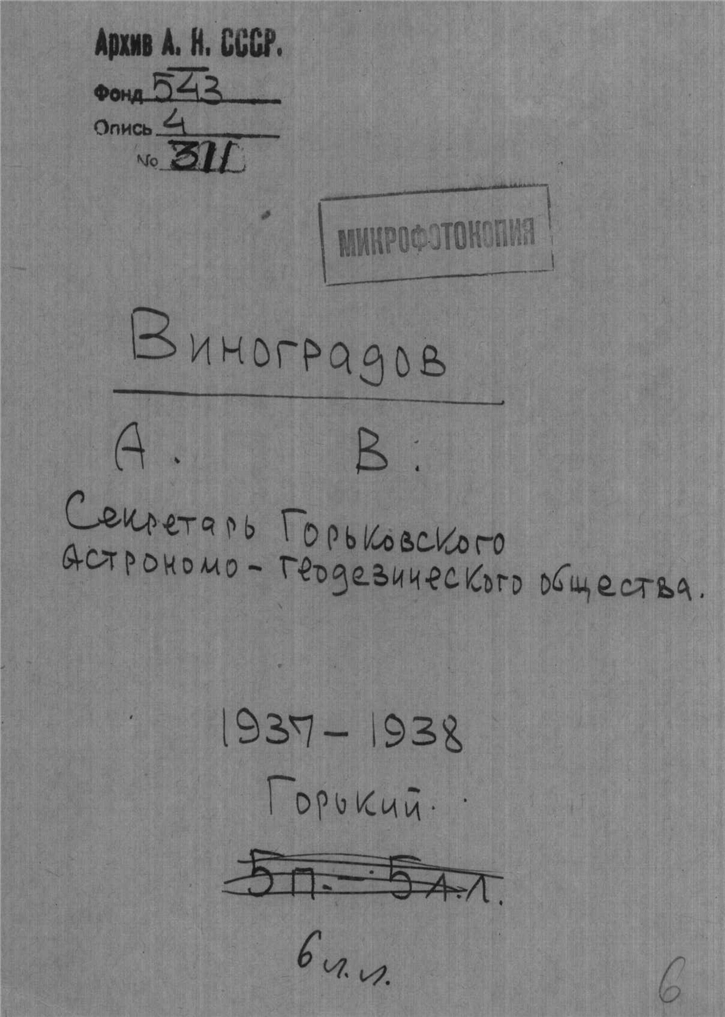 Архив А. Н. СССР.
Фонд 543
Опись 4
№ 311
МИКРОФОТОКОПИЯ
Виноградов
А. В.
Секретарь Горьковского
астрономо-геодезического общества.
1937-1938
Горький.
5 п. - 5 л.л.
6 л.л.
6